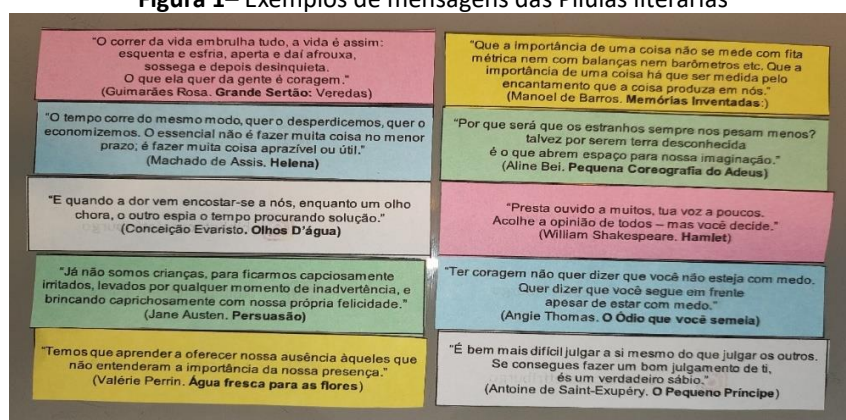 Figura 1– Exemplos de mensagens das Pílulas literárias
"O correr da vida embrulha tudo, a vida é assim:
esquenta e esfria, aperta e daí afrouxa,
sossega e depois desinquieta.
O que ela quer da gente é coragem."
(Guimarães Rosa. Grande Sertão: Veredas)
"O tempo corre do mesmo modo, quer o desperdicemos, quer o
economizemos. O essencial não é fazer muita coisa no menor
prazo; é fazer muita coisa aprazível ou útil."
(Machado de Assis. Helena)
"E quando a dor vem encostar-se a nós, enquanto um olho
chora, o outro espia o tempo procurando solução."
(Conceição Evaristo. Olhos D'água)
"Já não somos crianças, para ficarmos capciosamente
irritados, levados por qualquer momento de inadvertência, e
brincando caprichosamente com nossa própria felicidade."
(Jane Austen. Persuasão)
"Temos que aprender a oferecer nossa ausência àqueles que
não entenderam a importância da nossa presença."
(Valérie Perrin. Água fresca para as flores)
"Que a importância de uma coisa não se mede com fita
métrica nem com balanças nem barômetros etc. Que a
importância de uma coisa há que ser medida pelo
encantamento que a coisa produza em nós."
(Manoel de Barros. Memórias Inventadas:)
"Por que será que os estranhos sempre nos pesam menos?
talvez por serem terra desconhecida
é o que abrem espaço para nossa imaginação."
(Aline Bei. Pequena Coreografia do Adeus)
"Presta ouvido a muitos, tua voz a poucos.
Acolhe a opinião de todos – mas você decide."
(William Shakespeare. Hamlet)
"Ter coragem não quer dizer que você não esteja com medo.
Quer dizer que você segue em frente
apesar de estar com medo."
(Angie Thomas. O Ódio que você semeia)
"É bem mais difícil julgar a si mesmo do que julgar os outros.
Se consegues fazer um bom julgamento de ti,
és um verdadeiro sábio."
(Antoine de Saint-Exupéry. O Pequeno Príncipe)